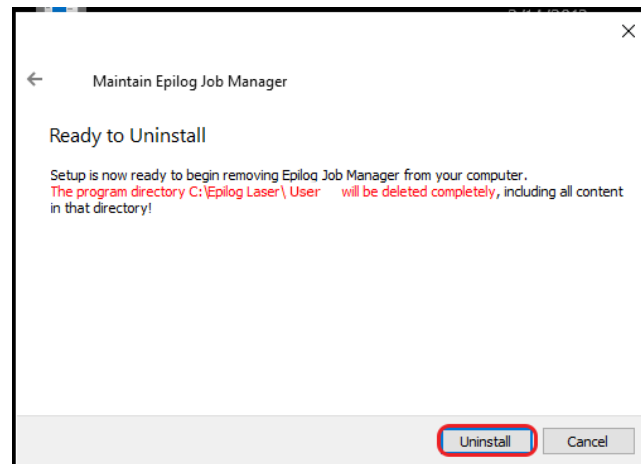 Maintain Epilog Job Manager
Ready to Uninstall
Setup is now ready to begin removing Epilog Job Manager from your computer.
The program directory C:\Epilog Laser\ User will be deleted completely, including all content
in that directory!
Uninstall Cancel